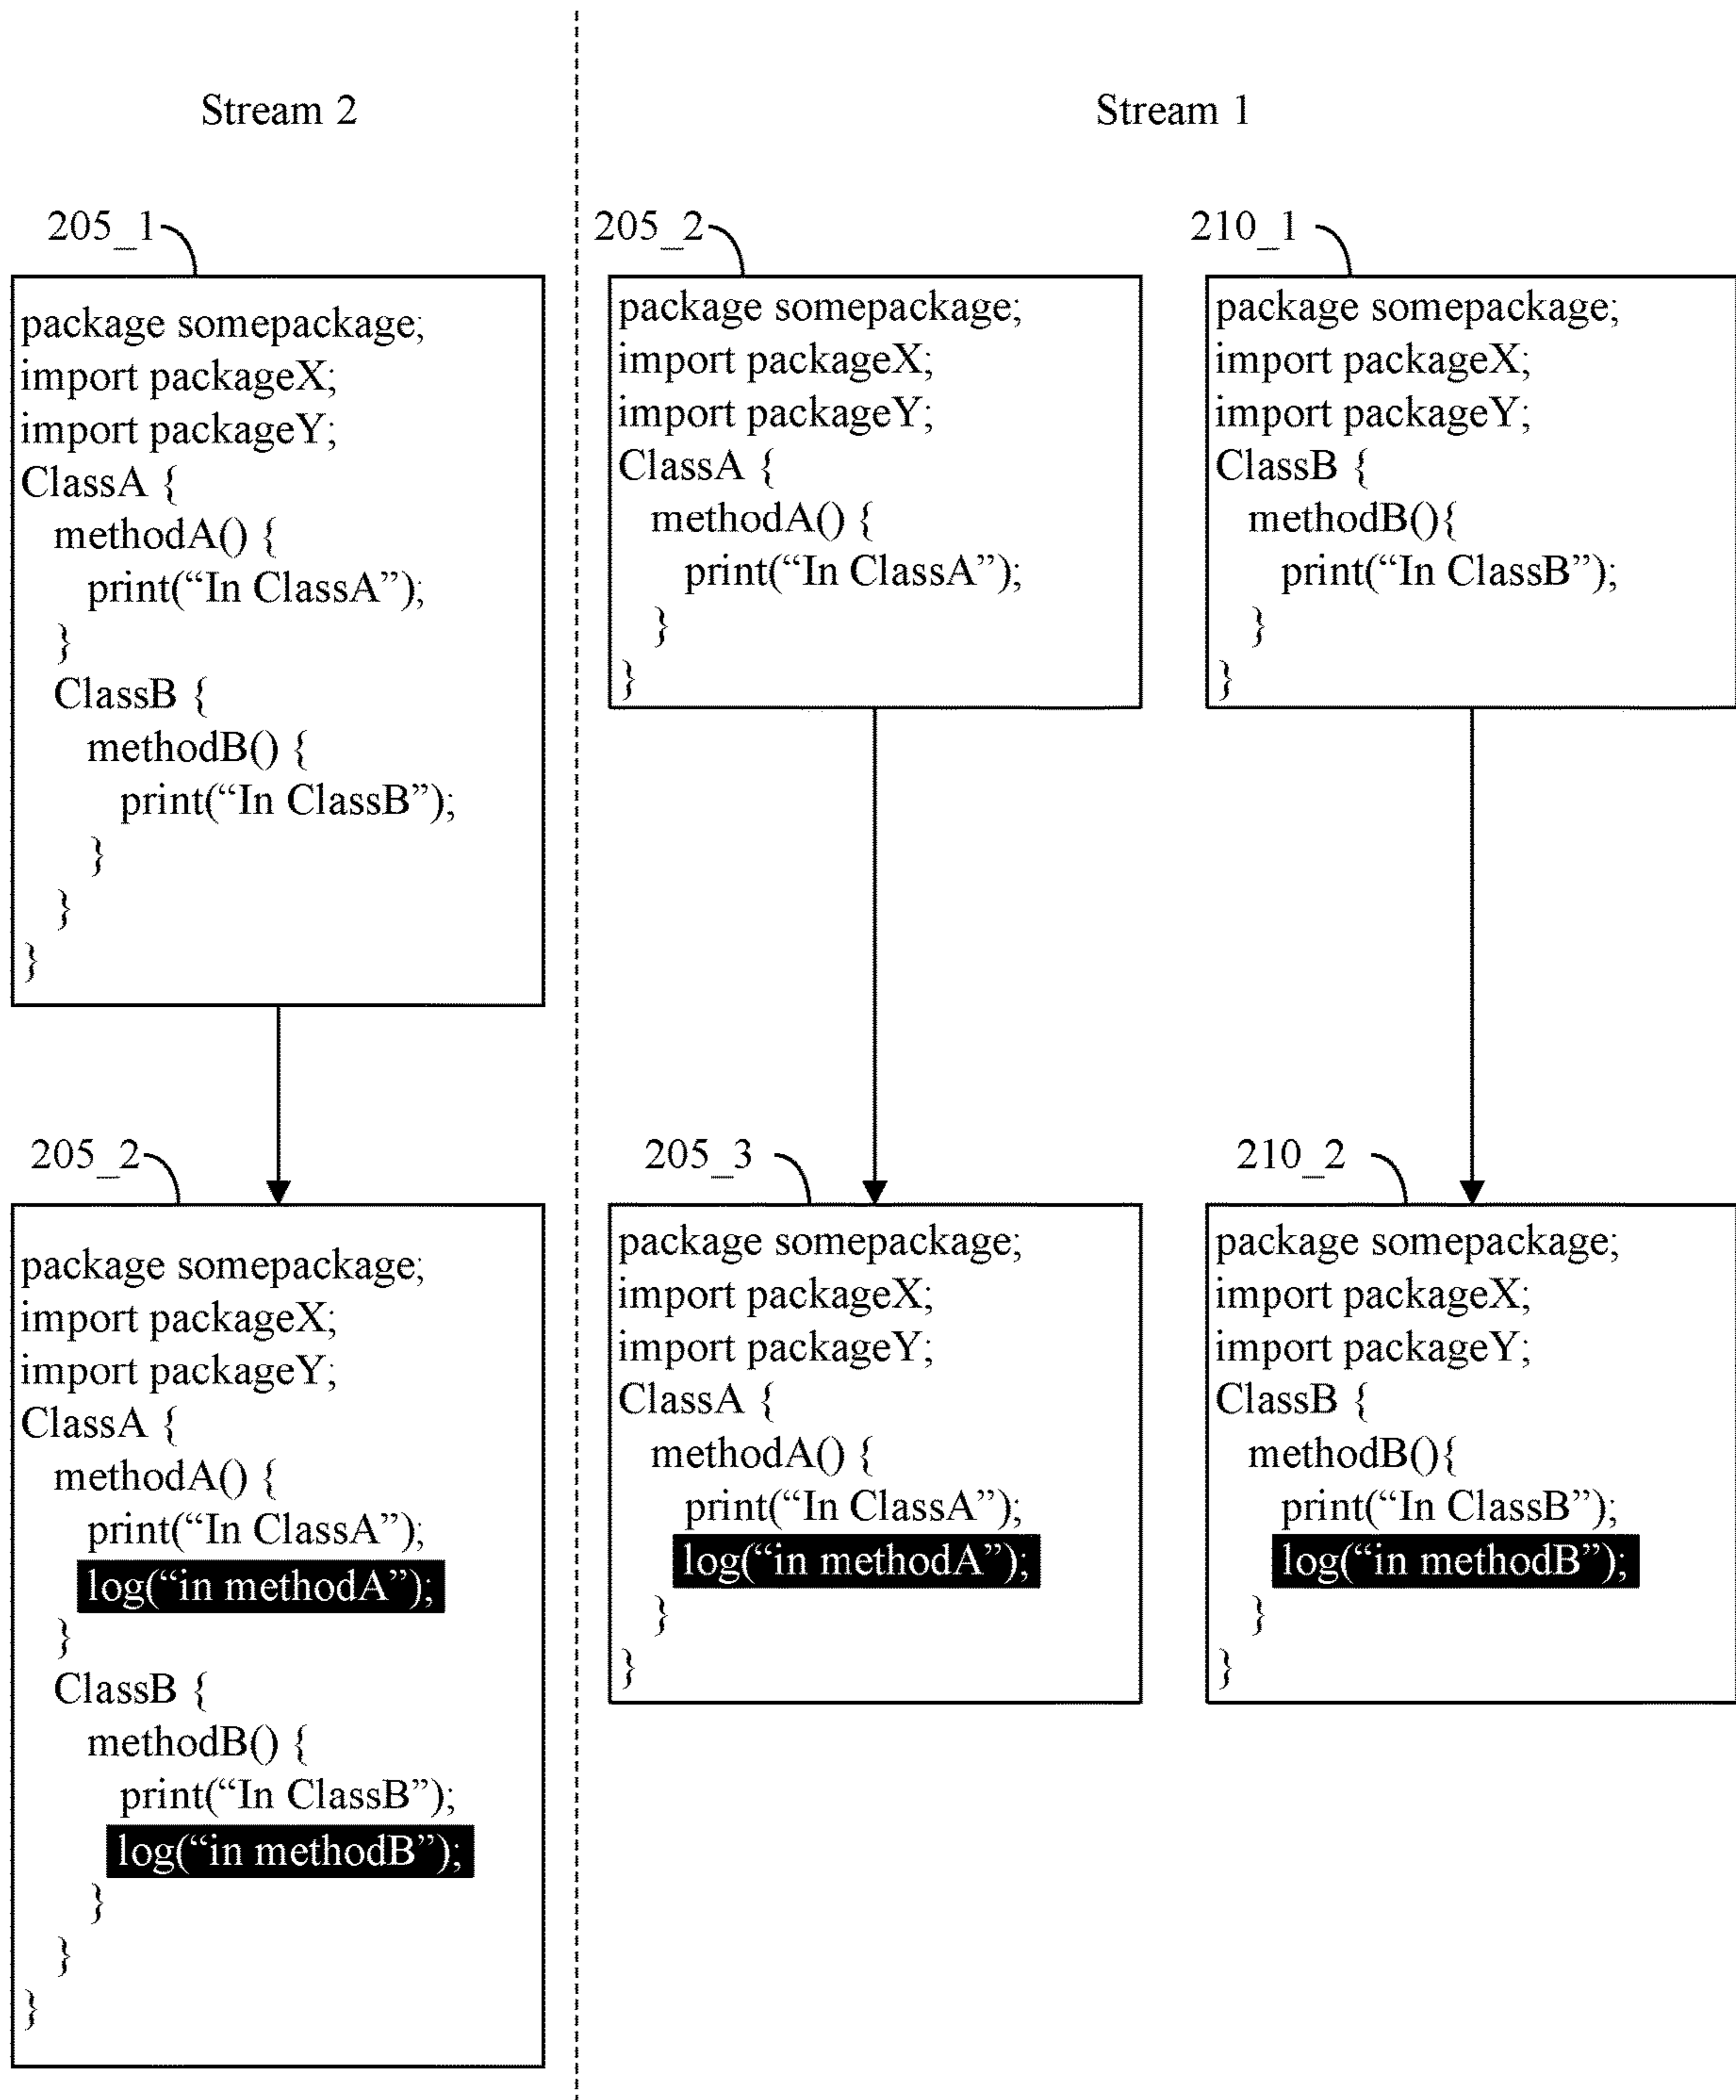 Stream 2
Stream 1
205_1
package somepackage;
import packageX;
import packageY;
ClassA {
methodA() {
print(“In ClassA”);
}
ClassB {
methodB() {
print(“In ClassB”);
}
}
}
205_2
package somepackage;
import packageX;
import packageY;
ClassA {
methodA() {
print(“In ClassA”);
}
}
210_1
package somepackage;
import packageX;
import packageY;
ClassB {
methodB(){
print(“In ClassB”);
}
}
205_2
package somepackage;
import packageX;
import packageY;
ClassA {
methodA() {
print(“In ClassA”);
log(“in methodA”);
}
ClassB {
methodB() {
print(“In ClassB”);
log(“in methodB”);
}
}
}
205_3
package somepackage;
import packageX;
import packageY;
ClassA {
methodA() {
print(“In ClassA”);
log(“in methodA”);
}
}
210_2
package somepackage;
import packageX;
import packageY;
ClassB {
methodB(){
print(“In ClassB”);
log(“in methodB”);
}
}